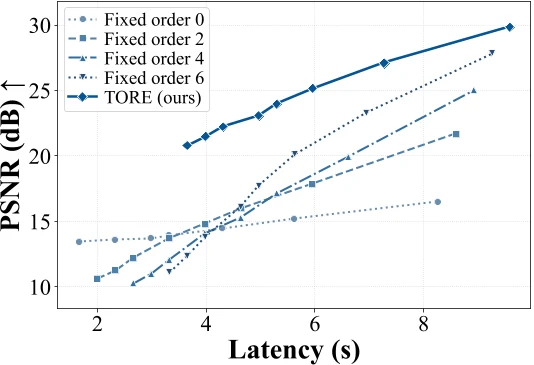 Fixed order 0
Fixed order 2
Fixed order 4
Fixed order 6
TORE (ours)
PSNR (dB) ↑
30
25
20
15
10
2 4 6 8
Latency (s)